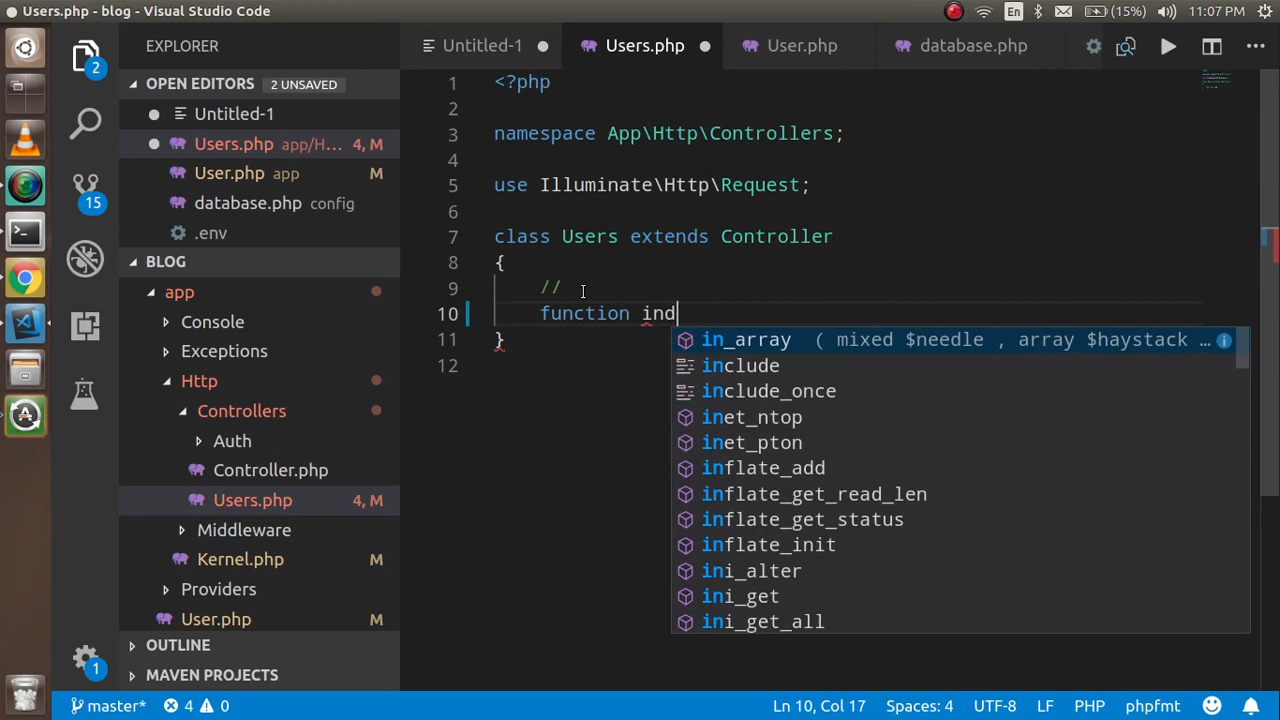 Users.php - blog - Visual Studio Code
En
(15%)
11:07 PM
EXPLORER
Untitled-1
Users.php
User.php
database.php
2
OPEN EDITORS 2 UNSAVED
Untitled-1
Users.php app/H... 4, M
User.php app M
database.php config
.env
15
BLOG
app
Console
Exceptions
Http
Controllers
Auth
Controller.php
Users.php 4, M
Middleware
Kernel.php M
Providers
User.php M
OUTLINE
MAVEN PROJECTS
1
1 <?php
2
3 namespace App\Http\Controllers;
4
5 use Illuminate\Http\Request;
6
7 class Users extends Controller
8 {
9 //
10 function ind
11 }
12
in_array ( mixed $needle , array $haystack …
include
include_once
inet_ntop
inet_pton
inflate_add
inflate_get_read_len
inflate_get_status
inflate_init
ini_alter
ini_get
ini_get_all
master* 4 0 Ln 10, Col 17 Spaces: 4 UTF-8 LF PHP phpfmt